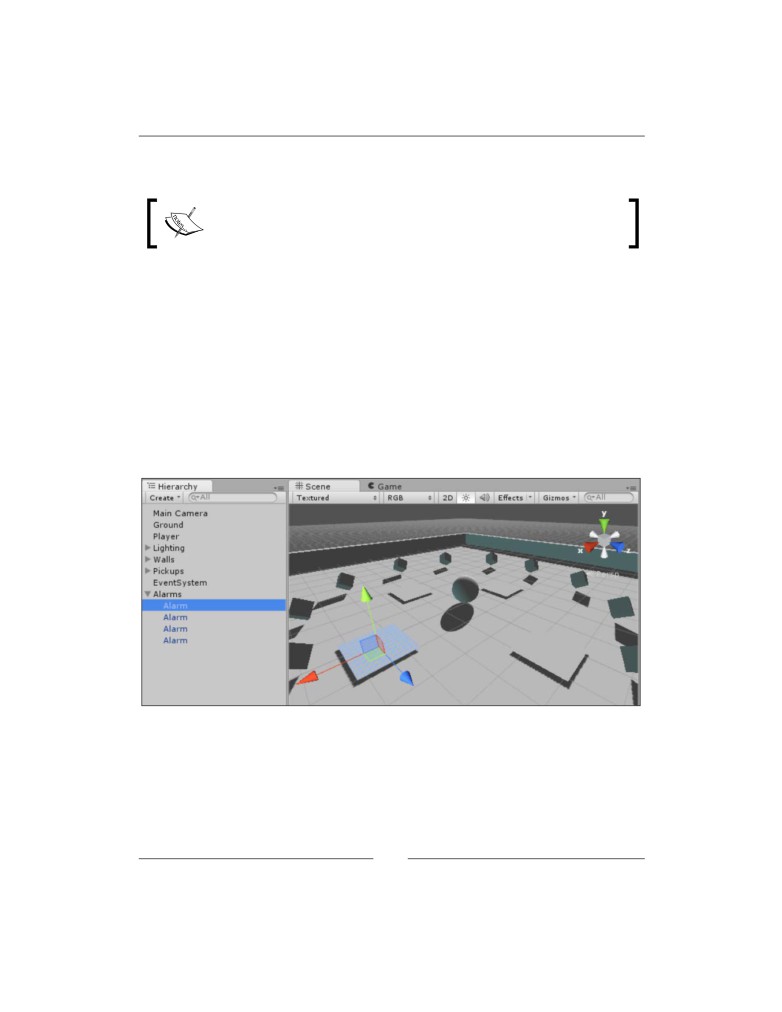 Hierarchy
Scene
Game
Create
All
Textured
RGB
2D
Effects
Gizmos
All
Main Camera
Ground
Player
Lighting
Walls
Pickups
EventSystem
Alarms
Alarm
Alarm
Alarm
Alarm
y
x
z
Persp